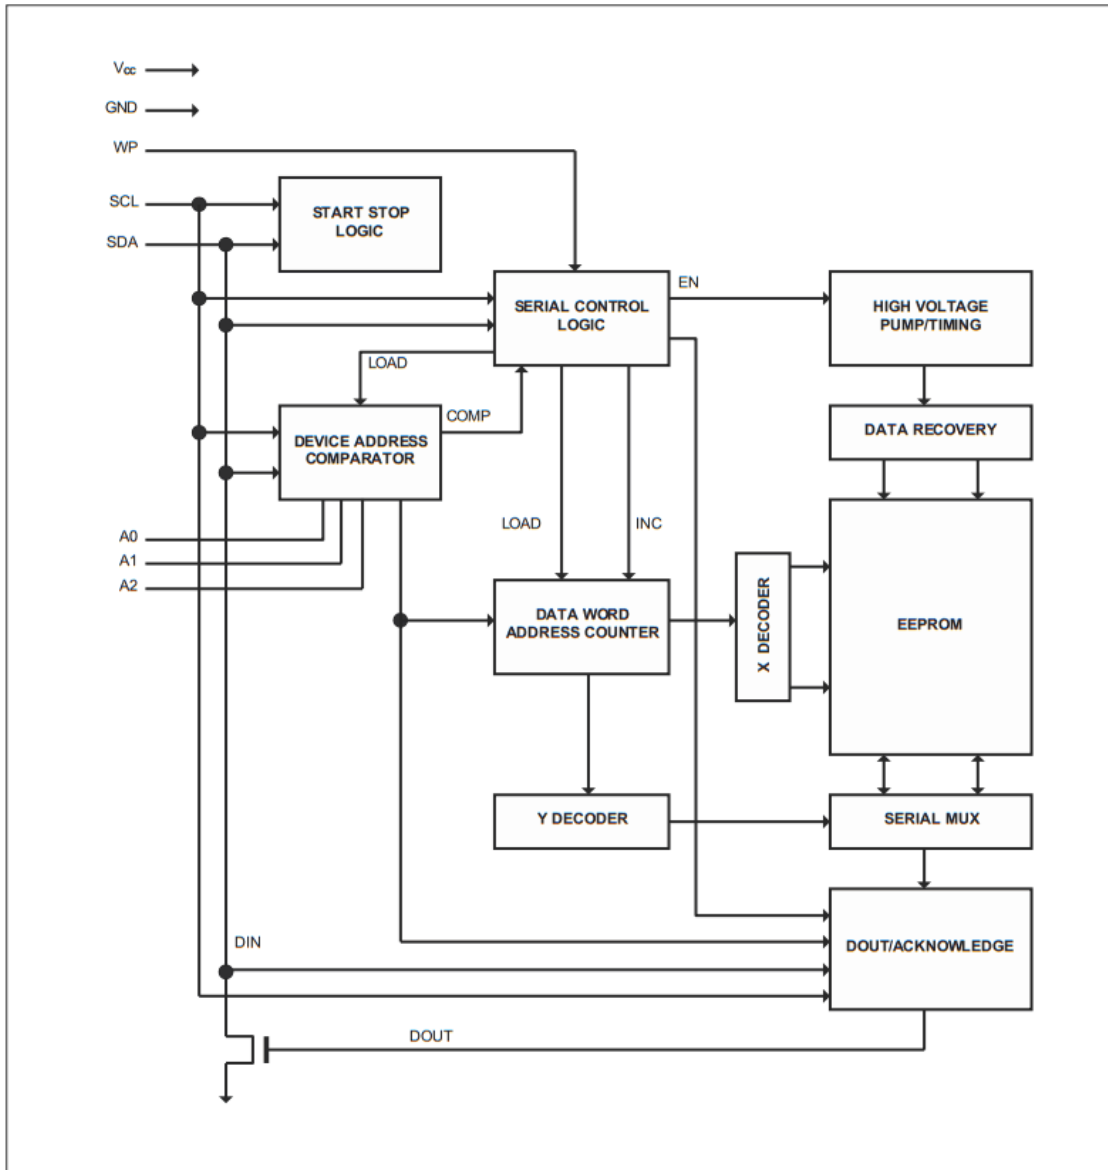 Vcc
GND
WP
SCL
SDA
START STOP
LOGIC
SERIAL CONTROL
LOGIC
EN
HIGH VOLTAGE
PUMP/TIMING
LOAD
COMP
DEVICE ADDRESS
COMPARATOR
DATA RECOVERY
A0
A1
A2
LOAD
INC
DATA WORD
ADDRESS COUNTER
X DECODER
EEPROM
Y DECODER
SERIAL MUX
DIN
DOUT/ACKNOWLEDGE
DOUT